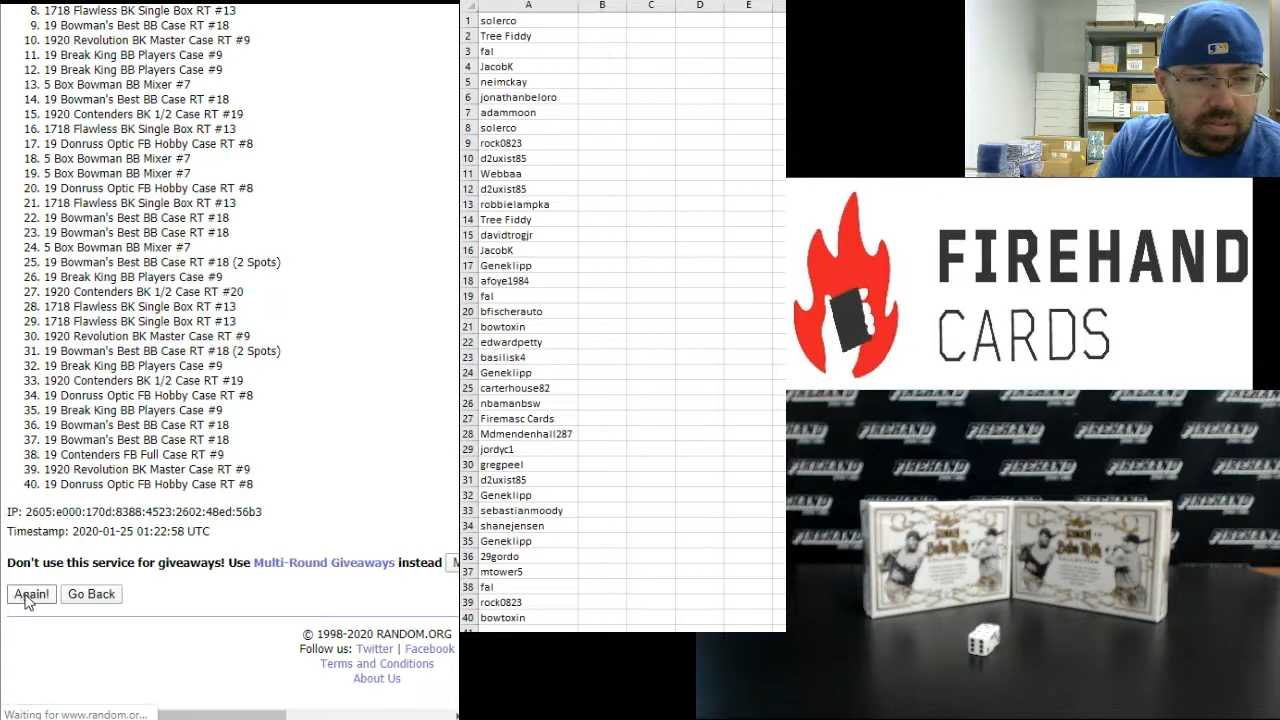 8. 1718 Flawless BK Single Box RT #13
9. 19 Bowman's Best BB Case RT #18
10. 1920 Revolution BK Master Case RT #9
11. 19 Break King BB Players Case #9
12. 19 Break King BB Players Case #9
13. 5 Box Bowman BB Mixer #7
14. 19 Bowman's Best BB Case RT #18
15. 1920 Contenders BK 1/2 Case RT #19
16. 1718 Flawless BK Single Box RT #13
17. 19 Donruss Optic FB Hobby Case RT #8
18. 5 Box Bowman BB Mixer #7
19. 5 Box Bowman BB Mixer #7
20. 19 Donruss Optic FB Hobby Case RT #8
21. 1718 Flawless BK Single Box RT #13
22. 19 Bowman's Best BB Case RT #18
23. 19 Bowman's Best BB Case RT #18
24. 5 Box Bowman BB Mixer #7
25. 19 Bowman's Best BB Case RT #18 (2 Spots)
26. 19 Break King BB Players Case #9
27. 1920 Contenders BK 1/2 Case RT #20
28. 1718 Flawless BK Single Box RT #13
29. 1718 Flawless BK Single Box RT #13
30. 1920 Revolution BK Master Case RT #9
31. 19 Bowman's Best BB Case RT #18 (2 Spots)
32. 19 Break King BB Players Case #9
33. 1920 Contenders BK 1/2 Case RT #19
34. 19 Donruss Optic FB Hobby Case RT #8
35. 19 Break King BB Players Case #9
36. 19 Bowman's Best BB Case RT #18
37. 19 Bowman's Best BB Case RT #18
38. 19 Contenders FB Full Case RT #9
39. 1920 Revolution BK Master Case RT #9
40. 19 Donruss Optic FB Hobby Case RT #8
IP: 2605:e000:170d:8388:4523:2602:48ed:56b3
Timestamp: 2020-01-25 01:22:58 UTC
Don't use this service for giveaways! Use Multi-Round Giveaways instead
Again! Go Back
© 1998-2020 RANDOM.ORG
Follow us: Twitter | Facebook
Terms and Conditions
About Us
Waiting for www.random.or...
A B C D E
1 solerco
2 Tree Fiddy
3 fal
4 JacobK
5 neimckay
6 jonathanbeloro
7 adammoon
8 solerco
9 rock0823
10 d2uxist85
11 Webbaa
12 d2uxist85
13 robbielampka
14 Tree Fiddy
15 davidtrogjr
16 JacobK
17 Geneklipp
18 afoye1984
19 fal
20 bfischerauto
21 bowtoxin
22 edwardpetty
23 basilisk4
24 Geneklipp
25 carterhouse82
26 nbamanbsw
27 Firemasc Cards
28 Mdmendenhall287
29 jordyc1
30 gregpeel
31 d2uxist85
32 Geneklipp
33 sebastianmoody
34 shanejensen
35 Geneklipp
36 29gordo
37 mtower5
38 fal
39 rock0823
40 bowtoxin
FIREHAND
CARDS
FIREHAND FIREHAND FIREHAND FIREHAND
Babe Ruth
Babe Ruth